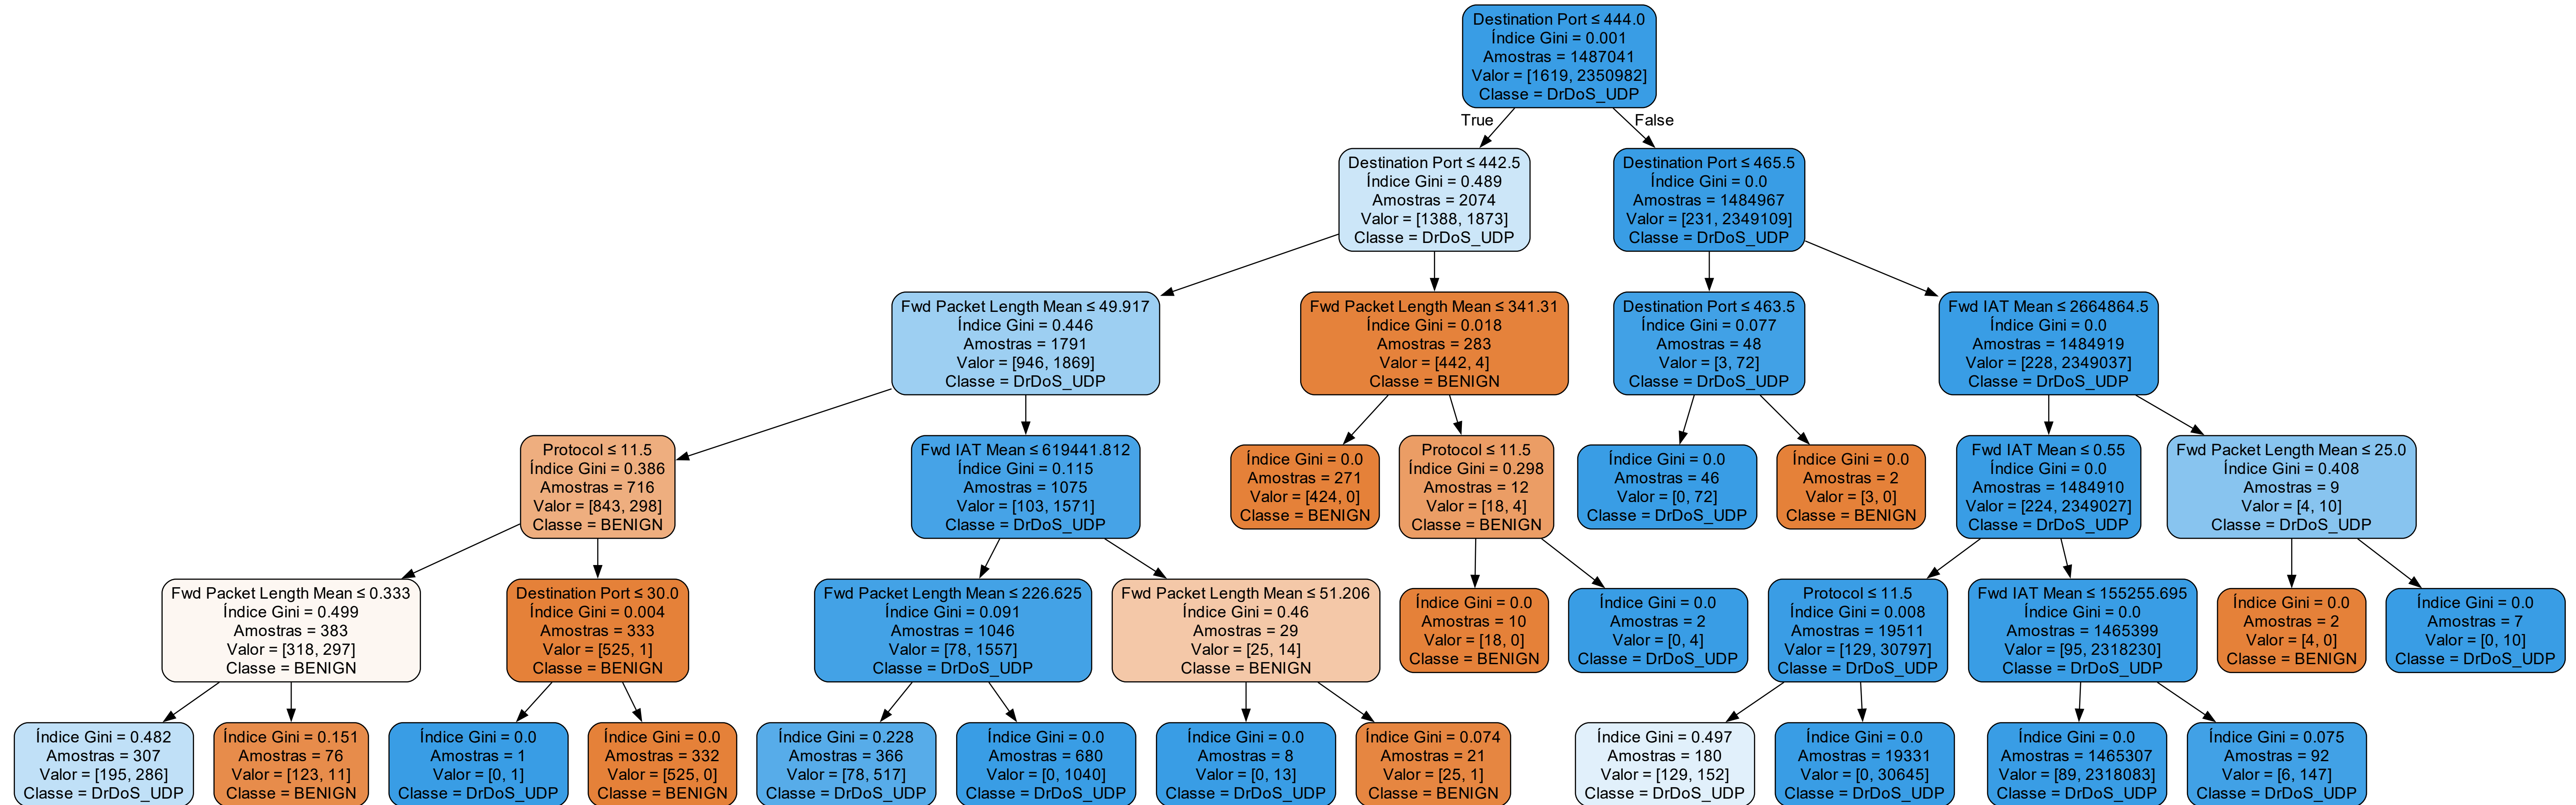 Destination Port ≤ 444.0
Índice Gini = 0.001
Amostras = 1487041
Valor = [1619, 2350982]
Classe = DrDoS_UDP
True
False
Destination Port ≤ 442.5
Índice Gini = 0.489
Amostras = 2074
Valor = [1388, 1873]
Classe = DrDoS_UDP
Destination Port ≤ 465.5
Índice Gini = 0.0
Amostras = 1484967
Valor = [231, 2349109]
Classe = DrDoS_UDP
Fwd Packet Length Mean ≤ 49.917
Índice Gini = 0.446
Amostras = 1791
Valor = [946, 1869]
Classe = DrDoS_UDP
Fwd Packet Length Mean ≤ 341.31
Índice Gini = 0.018
Amostras = 283
Valor = [442, 4]
Classe = BENIGN
Destination Port ≤ 463.5
Índice Gini = 0.077
Amostras = 48
Valor = [3, 72]
Classe = DrDoS_UDP
Fwd IAT Mean ≤ 2664864.5
Índice Gini = 0.0
Amostras = 1484919
Valor = [228, 2349037]
Classe = DrDoS_UDP
Protocol ≤ 11.5
Índice Gini = 0.386
Amostras = 716
Valor = [843, 298]
Classe = BENIGN
Fwd IAT Mean ≤ 619441.812
Índice Gini = 0.115
Amostras = 1075
Valor = [103, 1571]
Classe = DrDoS_UDP
Índice Gini = 0.0
Amostras = 271
Valor = [424, 0]
Classe = BENIGN
Protocol ≤ 11.5
Índice Gini = 0.298
Amostras = 12
Valor = [18, 4]
Classe = BENIGN
Índice Gini = 0.0
Amostras = 46
Valor = [0, 72]
Classe = DrDoS_UDP
Índice Gini = 0.0
Amostras = 2
Valor = [3, 0]
Classe = BENIGN
Fwd IAT Mean ≤ 0.55
Índice Gini = 0.0
Amostras = 1484910
Valor = [224, 2349027]
Classe = DrDoS_UDP
Fwd Packet Length Mean ≤ 25.0
Índice Gini = 0.408
Amostras = 9
Valor = [4, 10]
Classe = DrDoS_UDP
Fwd Packet Length Mean ≤ 0.333
Índice Gini = 0.499
Amostras = 383
Valor = [318, 297]
Classe = BENIGN
Destination Port ≤ 30.0
Índice Gini = 0.004
Amostras = 333
Valor = [525, 1]
Classe = BENIGN
Fwd Packet Length Mean ≤ 226.625
Índice Gini = 0.091
Amostras = 1046
Valor = [78, 1557]
Classe = DrDoS_UDP
Fwd Packet Length Mean ≤ 51.206
Índice Gini = 0.46
Amostras = 29
Valor = [25, 14]
Classe = BENIGN
Índice Gini = 0.0
Amostras = 10
Valor = [18, 0]
Classe = BENIGN
Índice Gini = 0.0
Amostras = 2
Valor = [0, 4]
Classe = DrDoS_UDP
Protocol ≤ 11.5
Índice Gini = 0.008
Amostras = 19511
Valor = [129, 30797]
Classe = DrDoS_UDP
Fwd IAT Mean ≤ 155255.695
Índice Gini = 0.0
Amostras = 1465399
Valor = [95, 2318230]
Classe = DrDoS_UDP
Índice Gini = 0.0
Amostras = 2
Valor = [4, 0]
Classe = BENIGN
Índice Gini = 0.0
Amostras = 7
Valor = [0, 10]
Classe = DrDoS_UDP
Índice Gini = 0.482
Amostras = 307
Valor = [195, 286]
Classe = DrDoS_UDP
Índice Gini = 0.151
Amostras = 76
Valor = [123, 11]
Classe = BENIGN
Índice Gini = 0.0
Amostras = 1
Valor = [0, 1]
Classe = DrDoS_UDP
Índice Gini = 0.0
Amostras = 332
Valor = [525, 0]
Classe = BENIGN
Índice Gini = 0.228
Amostras = 366
Valor = [78, 517]
Classe = DrDoS_UDP
Índice Gini = 0.0
Amostras = 680
Valor = [0, 1040]
Classe = DrDoS_UDP
Índice Gini = 0.0
Amostras = 8
Valor = [0, 13]
Classe = DrDoS_UDP
Índice Gini = 0.074
Amostras = 21
Valor = [25, 1]
Classe = BENIGN
Índice Gini = 0.497
Amostras = 180
Valor = [129, 152]
Classe = DrDoS_UDP
Índice Gini = 0.0
Amostras = 19331
Valor = [0, 30645]
Classe = DrDoS_UDP
Índice Gini = 0.0
Amostras = 1465307
Valor = [89, 2318083]
Classe = DrDoS_UDP
Índice Gini = 0.075
Amostras = 92
Valor = [6, 147]
Classe = DrDoS_UDP